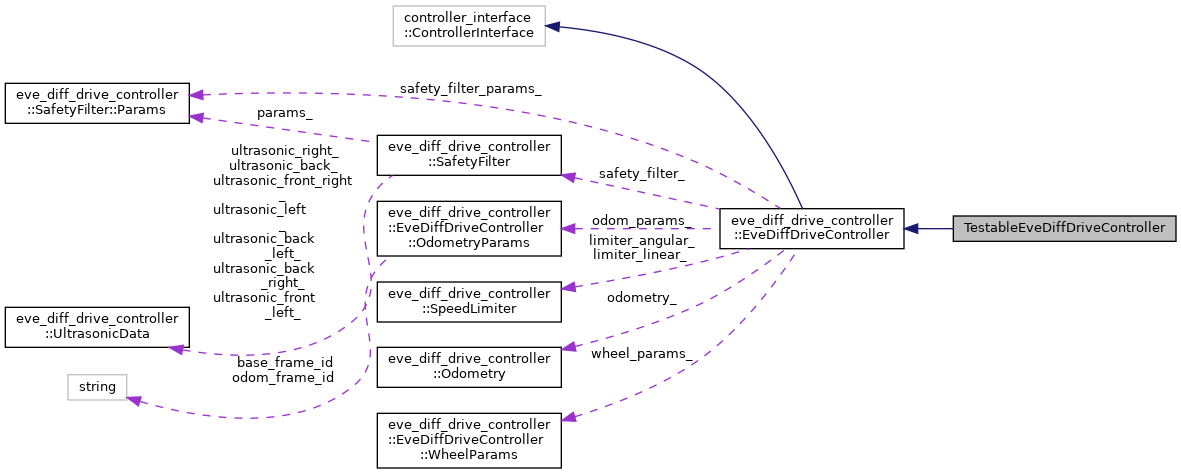 controller_interface
::ControllerInterface
eve_diff_drive_controller
::SafetyFilter::Params
safety_filter_params_
params_
eve_diff_drive_controller
::SafetyFilter
ultrasonic_right_
ultrasonic_back_
ultrasonic_front_right
_
ultrasonic_left
_
ultrasonic_back
_left_
ultrasonic_back
_right_
ultrasonic_front
_left_
safety_filter_
eve_diff_drive_controller
::EveDiffDriveController
::OdometryParams
odom_params_
limiter_angular_
limiter_linear_
eve_diff_drive_controller
::EveDiffDriveController
TestableEveDiffDriveController
eve_diff_drive_controller
::SpeedLimiter
odometry_
eve_diff_drive_controller
::UltrasonicData
eve_diff_drive_controller
::Odometry
wheel_params_
base_frame_id
odom_frame_id
string
eve_diff_drive_controller
::EveDiffDriveController
::WheelParams